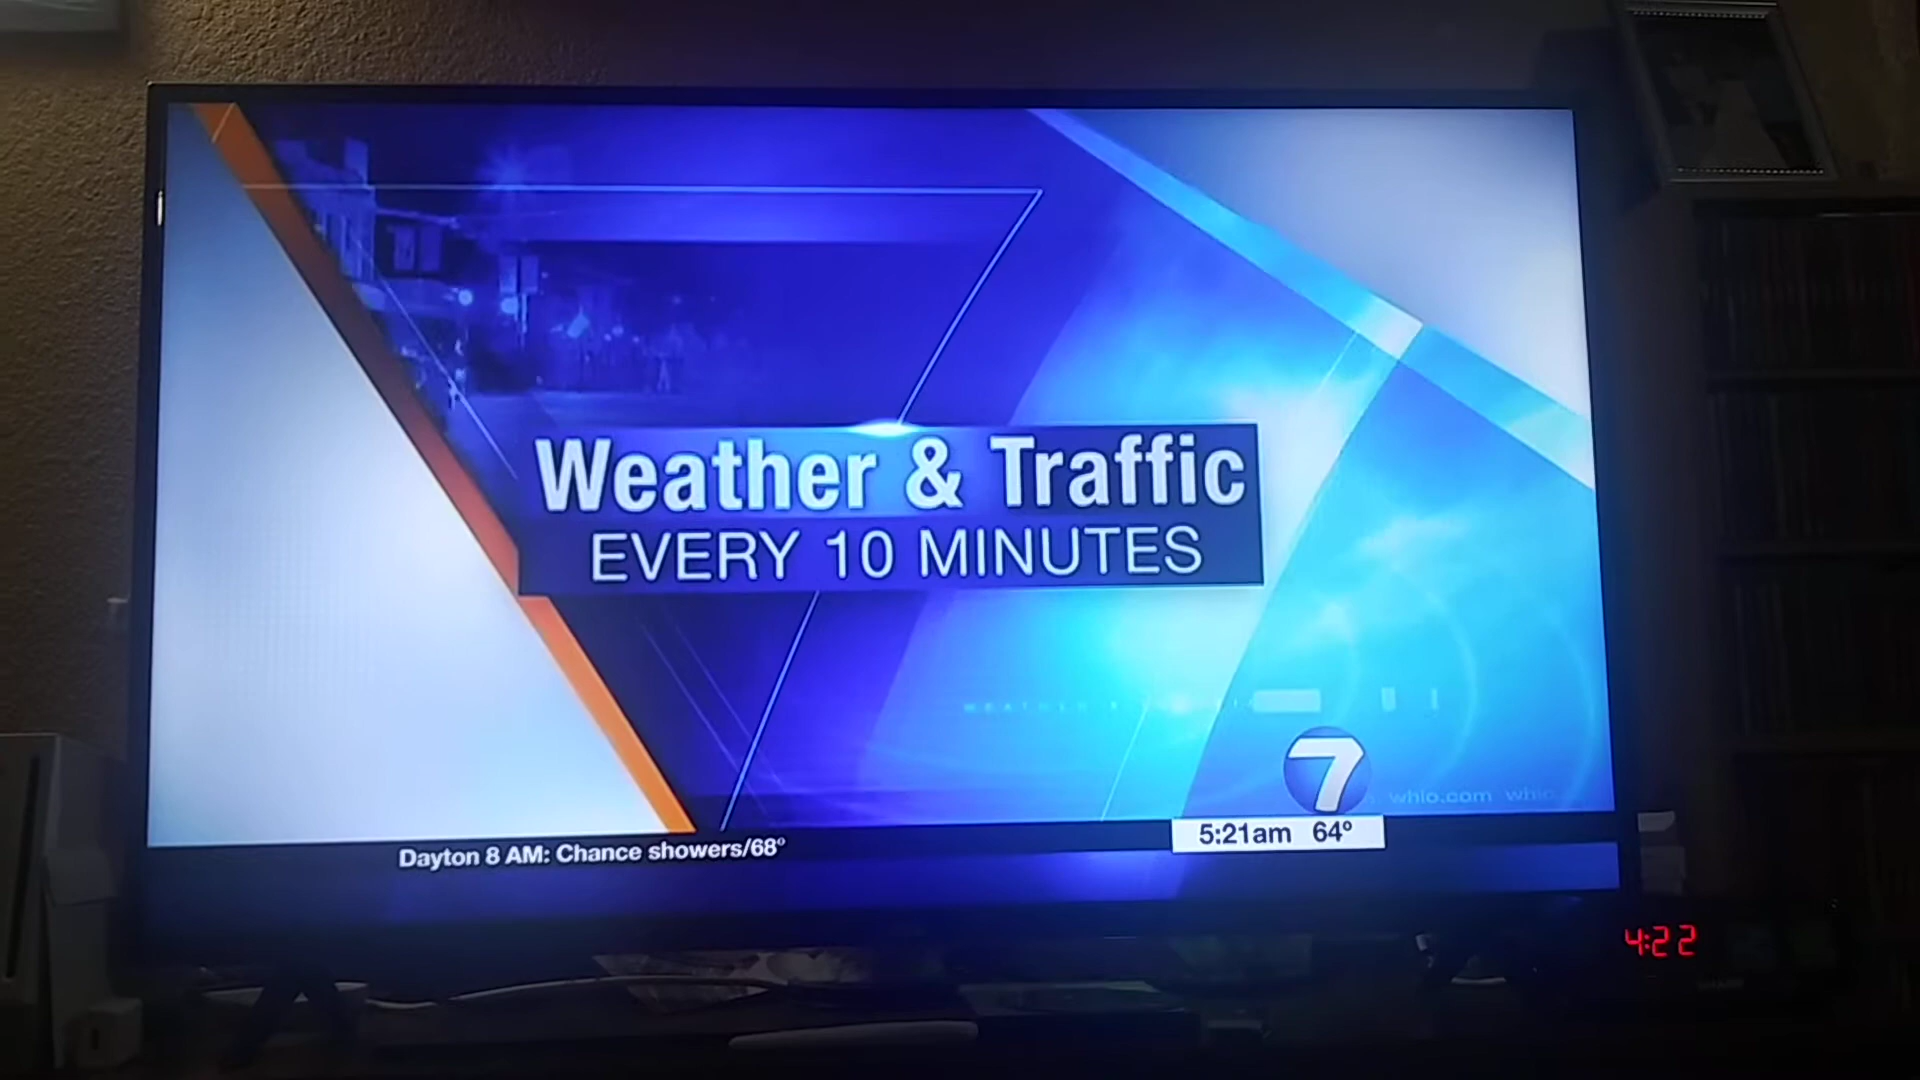 Weather & Traffic
EVERY 10 MINUTES
7
whio.com
5:21am 64°
Dayton 8 AM: Chance showers/68°
4:22